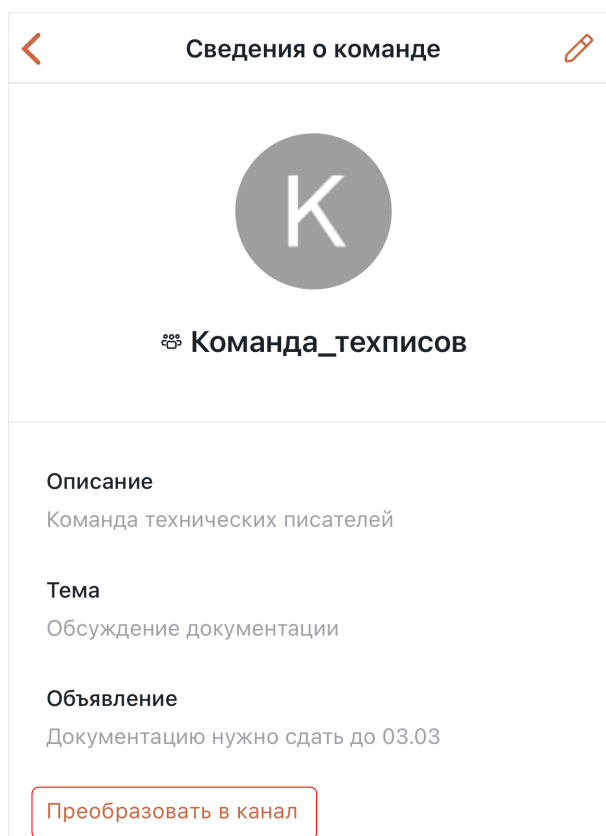 Сведения о команде
К
Команда_техписов
Описание
Команда технических писателей
Тема
Обсуждение документации
Объявление
Документацию нужно сдать до 03.03
Преобразовать в канал